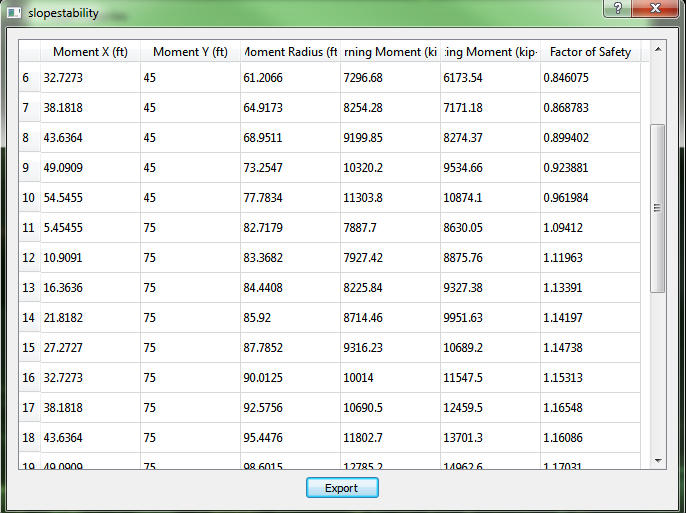 slopestability
Moment X (ft) Moment Y (ft) Moment Radius (ft rning Moment (ki ting Moment (kip- Factor of Safety
6 32.7273 45 61.2066 7296.68 6173.54 0.846075
7 38.1818 45 64.9173 8254.28 7171.18 0.868783
8 43.6364 45 68.9511 9199.85 8274.37 0.899402
9 49.0909 45 73.2547 10320.2 9534.66 0.923881
10 54.5455 45 77.7834 11303.8 10874.1 0.961984
11 5.45455 75 82.7179 7887.7 8630.05 1.09412
12 10.9091 75 83.3682 7927.42 8875.76 1.11963
13 16.3636 75 84.4408 8225.84 9327.38 1.13391
14 21.8182 75 85.92 8714.46 9951.63 1.14197
15 27.2727 75 87.7852 9316.23 10689.2 1.14738
16 32.7273 75 90.0125 10014 11547.5 1.15313
17 38.1818 75 92.5756 10690.5 12459.5 1.16548
18 43.6364 75 95.4476 11802.7 13701.3 1.16086
19 49.0909 75 98.6015 12785.2 14962.6 1.17031
Export